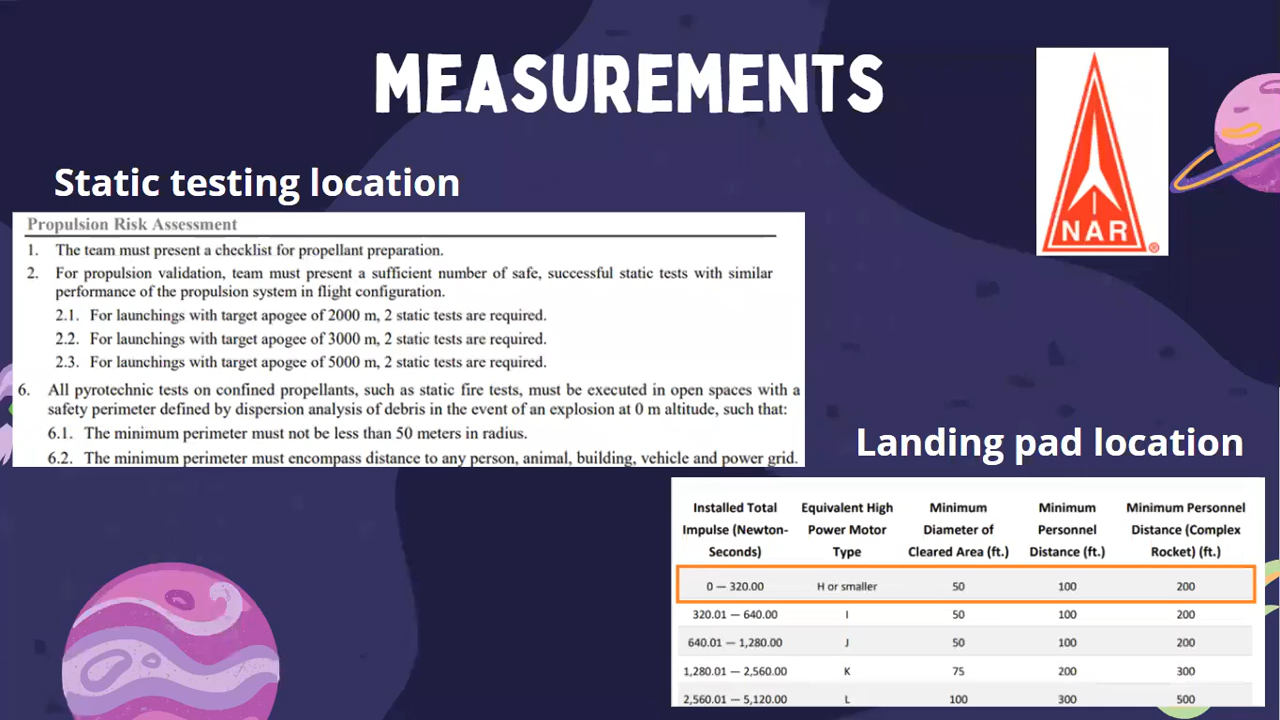 MEASUREMENTS
NAR
®
Static testing location
Propulsion Risk Assessment
1. The team must present a checklist for propellant preparation.
2. For propulsion validation, team must present a sufficient number of safe, successful static tests with similar
performance of the propulsion system in flight configuration.
2.1. For launchings with target apogee of 2000 m, 2 static tests are required.
2.2. For launchings with target apogee of 3000 m, 2 static tests are required.
2.3. For launchings with target apogee of 5000 m, 2 static tests are required.
6. All pyrotechnic tests on confined propellants, such as static fire tests, must be executed in open spaces with a
safety perimeter defined by dispersion analysis of debris in the event of an explosion at 0 m altitude, such that:
6.1. The minimum perimeter must not be less than 50 meters in radius.
6.2. The minimum perimeter must encompass distance to any person, animal, building, vehicle and power grid.
Landing pad location
Installed Total Equivalent High Minimum Minimum Minimum Personnel
Impulse (Newton- Power Motor Diameter of Personnel Distance (Complex
Seconds) Type Cleared Area (ft.) Distance (ft.) Rocket) (ft.)
0 — 320.00 H or smaller 50 100 200
320.01 — 640.00 I 50 100 200
640.01 — 1,280.00 J 50 100 200
1,280.01 — 2,560.00 K 75 200 300
2,560.01 — 5,120.00 L 100 300 500